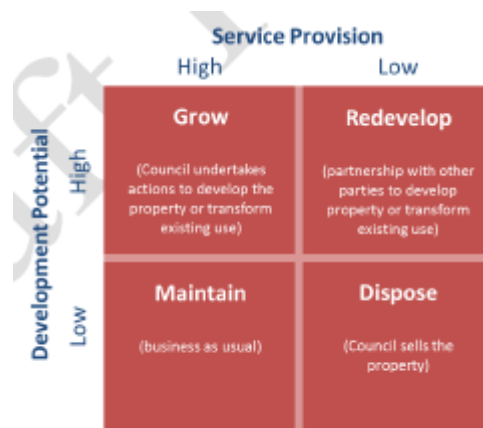 Service Provision
High Low
Development Potential
High
Low
Grow
(Council undertakes
actions to develop the
property or transform
existing use)
Redevelop
(partnership with other
parties to develop
property or transform
existing use)
Maintain
(business as usual)
Dispose
(Council sells the
property)